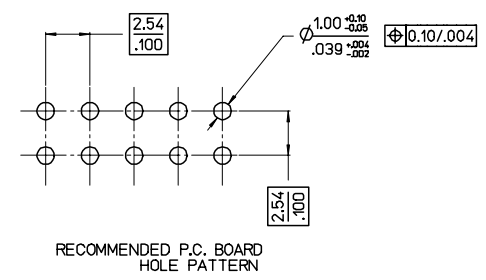 2.54
.100
Ø1.00 +0.10 -0.05
.039 +.004 -.002
⌖ 0.10/.004
2.54
.100
RECOMMENDED P.C. BOARD
HOLE PATTERN